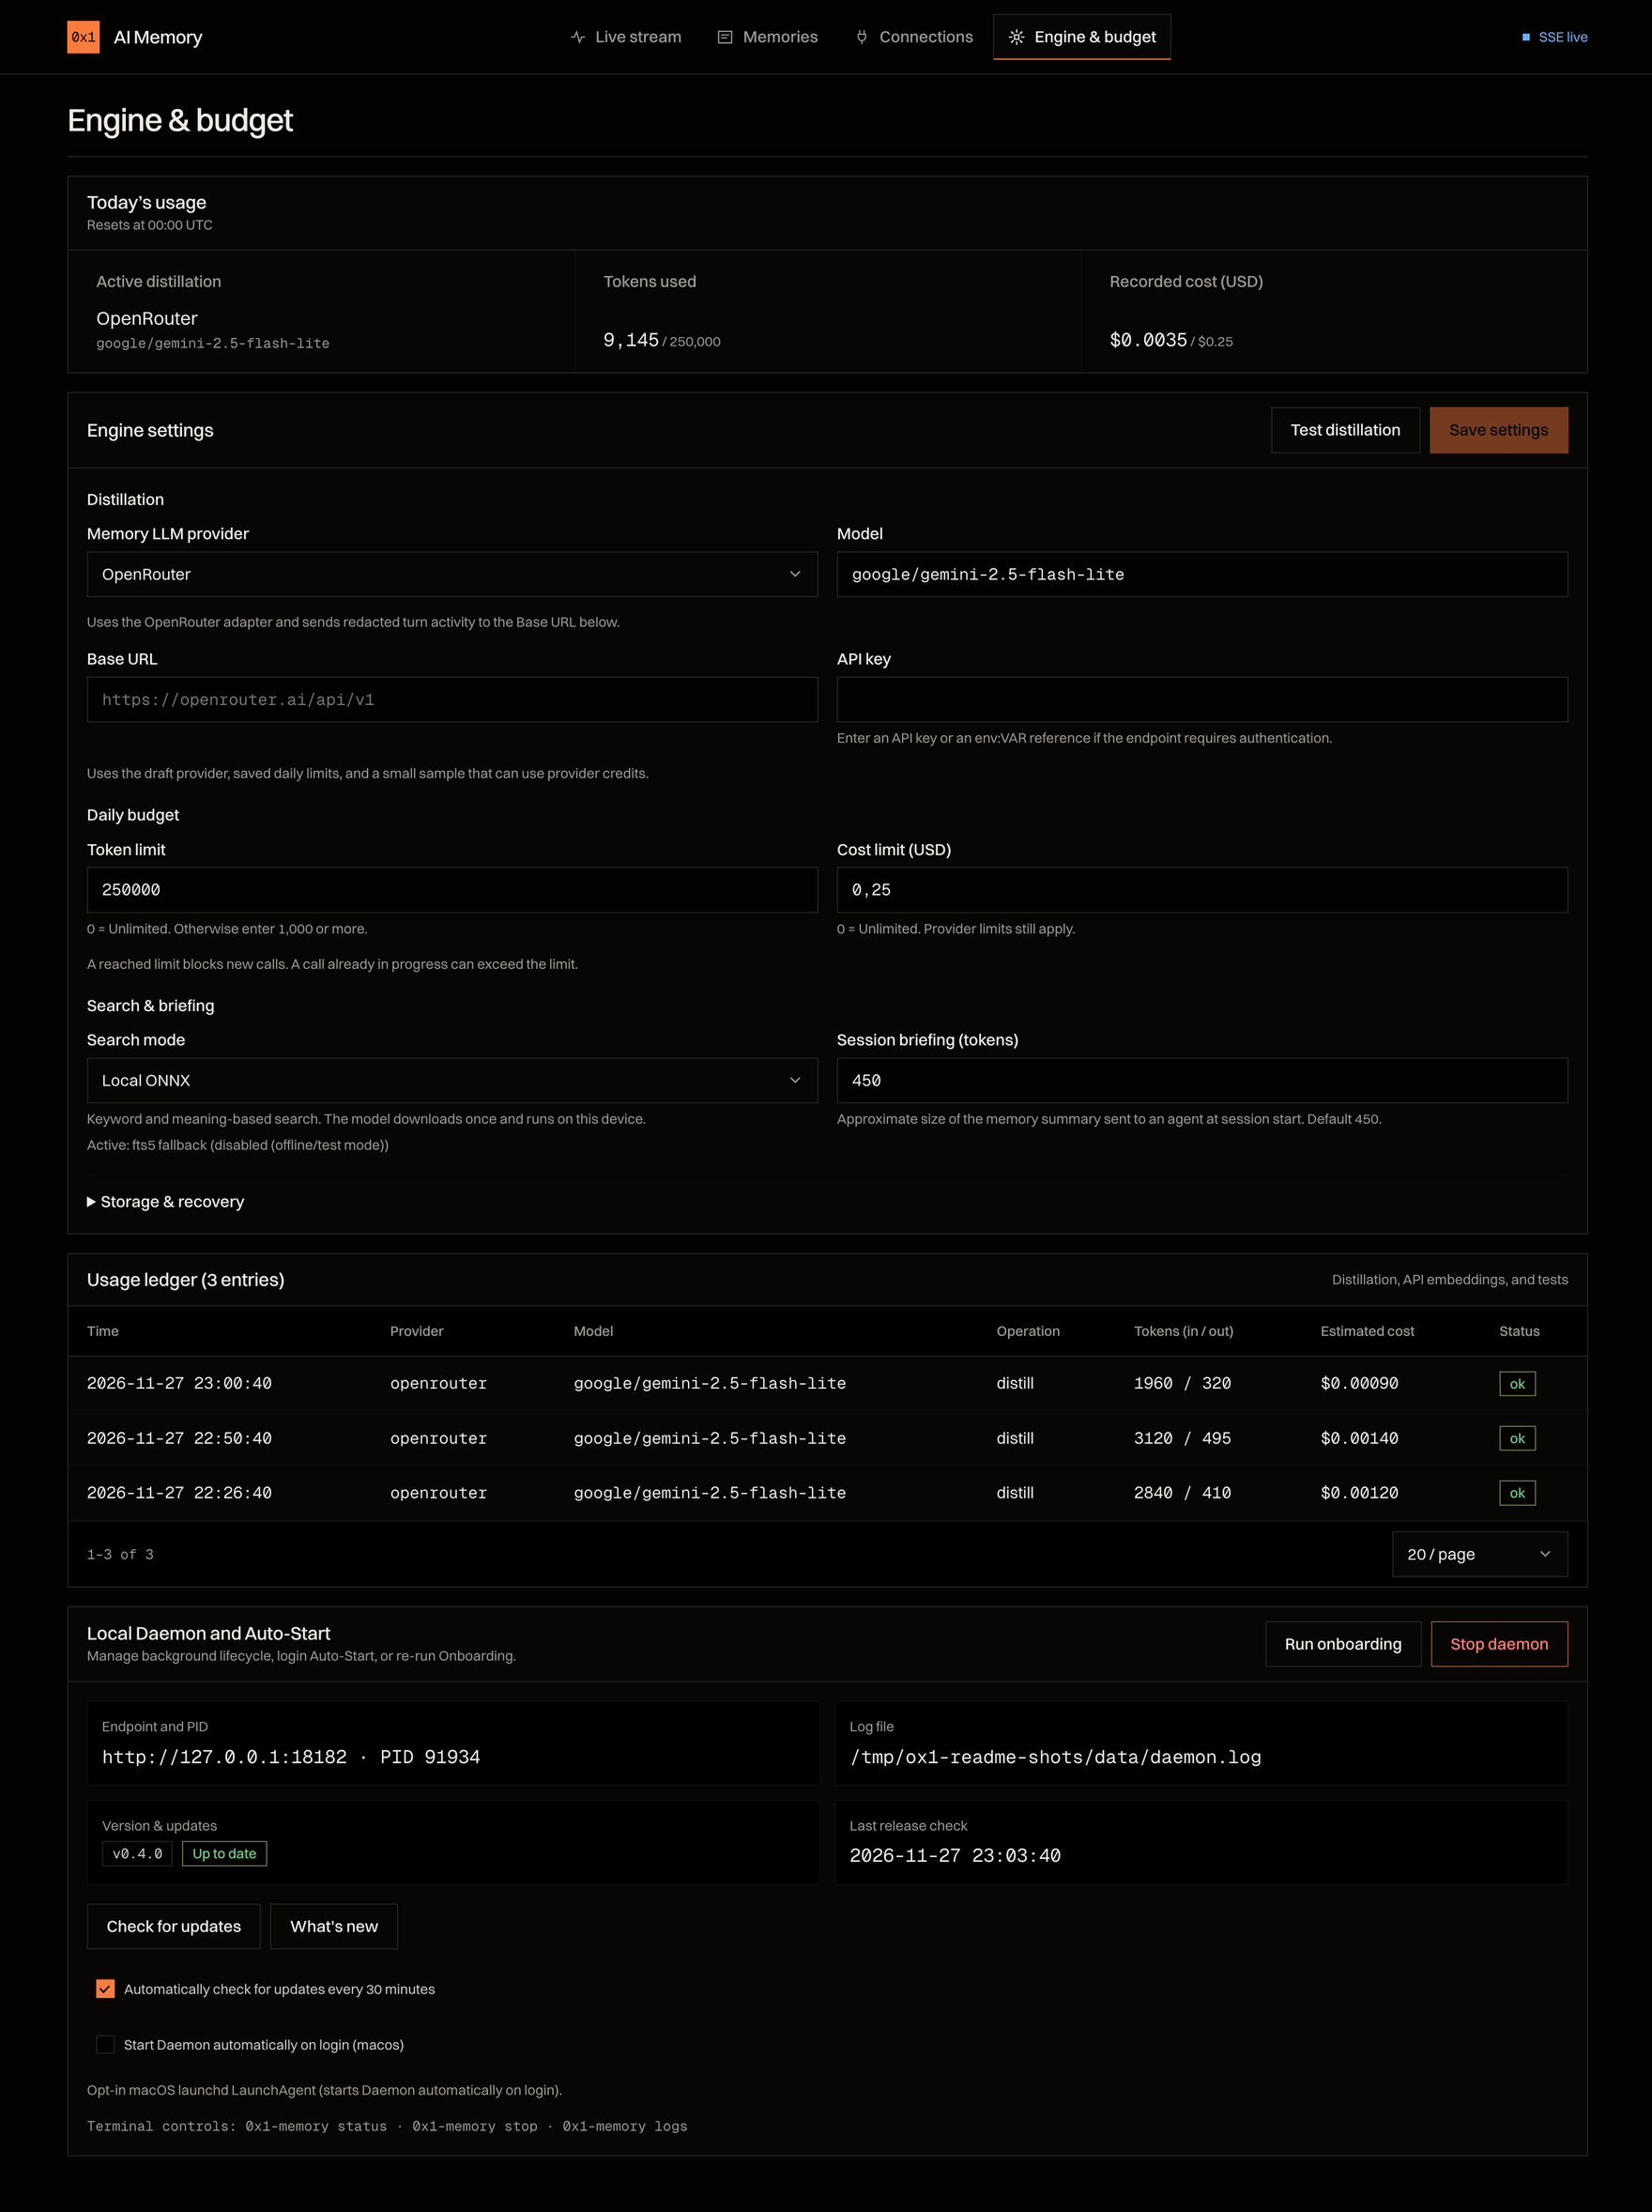 0x1 AI Memory Live stream Memories Connections Engine & budget SSE live
Engine & budget
Today's usage
Resets at 00:00 UTC
Active distillation Tokens used Recorded cost (USD)
OpenRouter
google/gemini-2.5-flash-lite 9,145 / 250,000 $0.0035 / $0.25
Engine settings Test distillation Save settings
Distillation
Memory LLM provider Model
OpenRouter google/gemini-2.5-flash-lite
Uses the OpenRouter adapter and sends redacted turn activity to the Base URL below.
Base URL API key
https://openrouter.ai/api/v1
Enter an API key or an env:VAR reference if the endpoint requires authentication.
Uses the draft provider, saved daily limits, and a small sample that can use provider credits.
Daily budget
Token limit Cost limit (USD)
250000 0,25
0 = Unlimited. Otherwise enter 1,000 or more. 0 = Unlimited. Provider limits still apply.
A reached limit blocks new calls. A call already in progress can exceed the limit.
Search & briefing
Search mode Session briefing (tokens)
Local ONNX 450
Keyword and meaning-based search. The model downloads once and runs on this device. Approximate size of the memory summary sent to an agent at session start. Default 450.
Active: fts5 fallback (disabled (offline/test mode))
Storage & recovery
Usage ledger (3 entries) Distillation, API embeddings, and tests
Time Provider Model Operation Tokens (in / out) Estimated cost Status
2026-11-27 23:00:40 openrouter google/gemini-2.5-flash-lite distill 1960 / 320 $0.00090 ok
2026-11-27 22:50:40 openrouter google/gemini-2.5-flash-lite distill 3120 / 495 $0.00140 ok
2026-11-27 22:26:40 openrouter google/gemini-2.5-flash-lite distill 2840 / 410 $0.00120 ok
1–3 of 3 20 / page
Local Daemon and Auto-Start Run onboarding Stop daemon
Manage background lifecycle, login Auto-Start, or re-run Onboarding.
Endpoint and PID Log file
http://127.0.0.1:18182 · PID 91934 /tmp/ox1-readme-shots/data/daemon.log
Version & updates Last release check
v0.4.0 Up to date 2026-11-27 23:03:40
Check for updates What's new
Automatically check for updates every 30 minutes
Start Daemon automatically on login (macos)
Opt-in macOS launchd LaunchAgent (starts Daemon automatically on login).
Terminal controls: 0x1-memory status · 0x1-memory stop · 0x1-memory logs